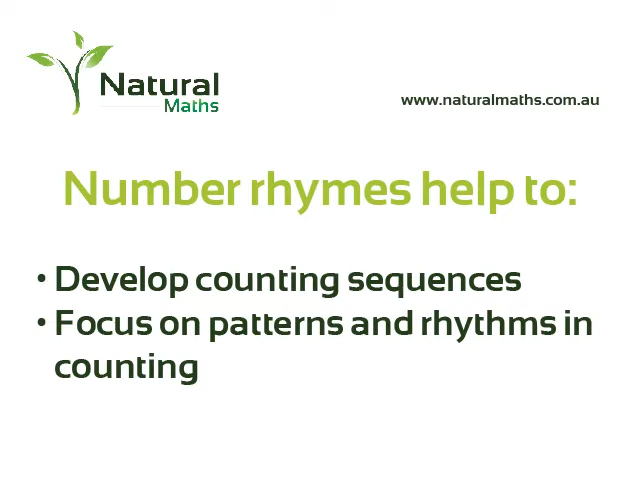 Natural
Maths
www.naturalmaths.com.au
Number rhymes help to:
• Develop counting sequences
• Focus on patterns and rhythms in
counting